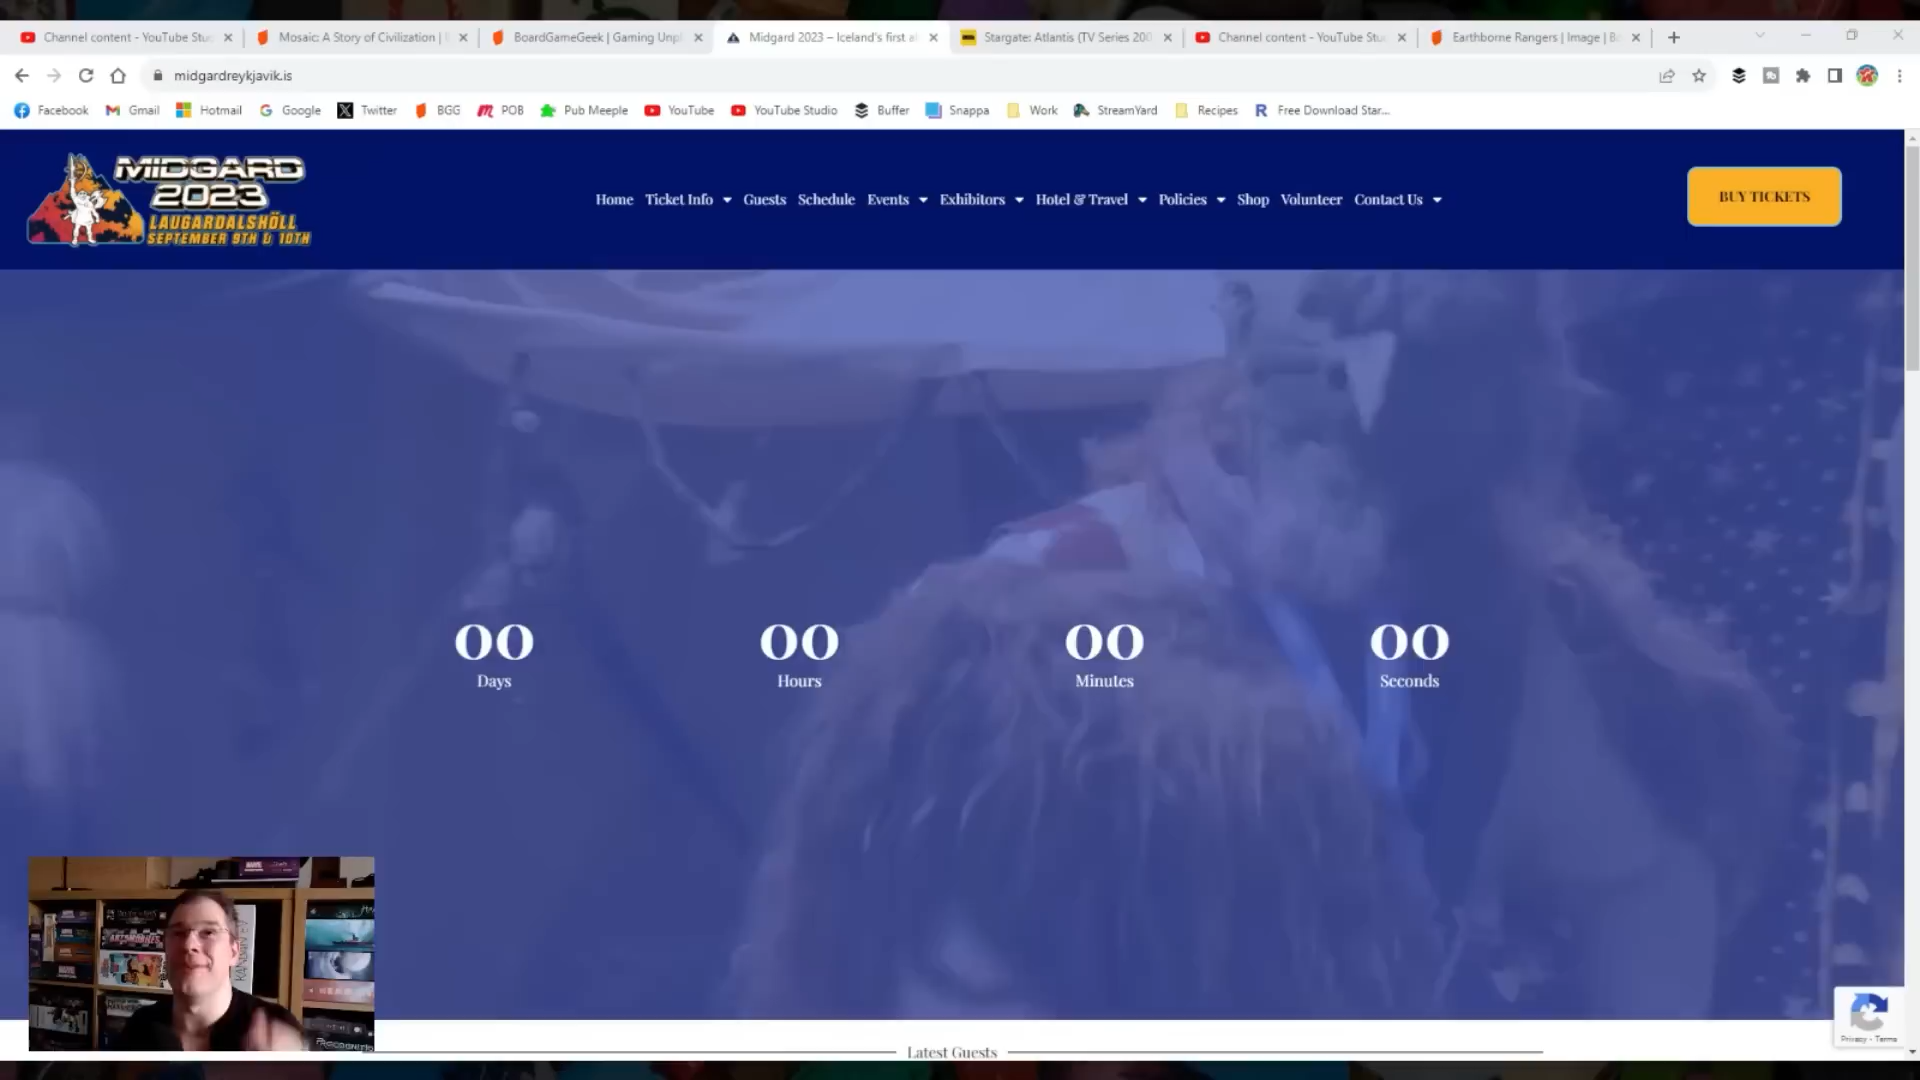 Channel content - YouTube Stu
Mosaic: A Story of Civilization |
BoardGameGeek | Gaming Unpl
Midgard 2023 – Iceland's first a
Stargate: Atlantis (TV Series 200
Channel content - YouTube Stu
Earthborne Rangers | Image | B
midgardreykjavik.is
Facebook
Gmail
Hotmail
Google
Twitter
BGG
POB
Pub Meeple
YouTube
YouTube Studio
Buffer
Snappa
Work
StreamYard
Recipes
Free Download Star...
MIDGARD
2023
LAUGARDALSHÖLL
SEPTEMBER 9TH & 10TH
Home
Ticket Info
Guests
Schedule
Events
Exhibitors
Hotel & Travel
Policies
Shop
Volunteer
Contact Us
BUY TICKETS
00
Days
00
Hours
00
Minutes
00
Seconds
Latest Guests
AUTOMOBILES
KANBAN EV
Privacy - Terms